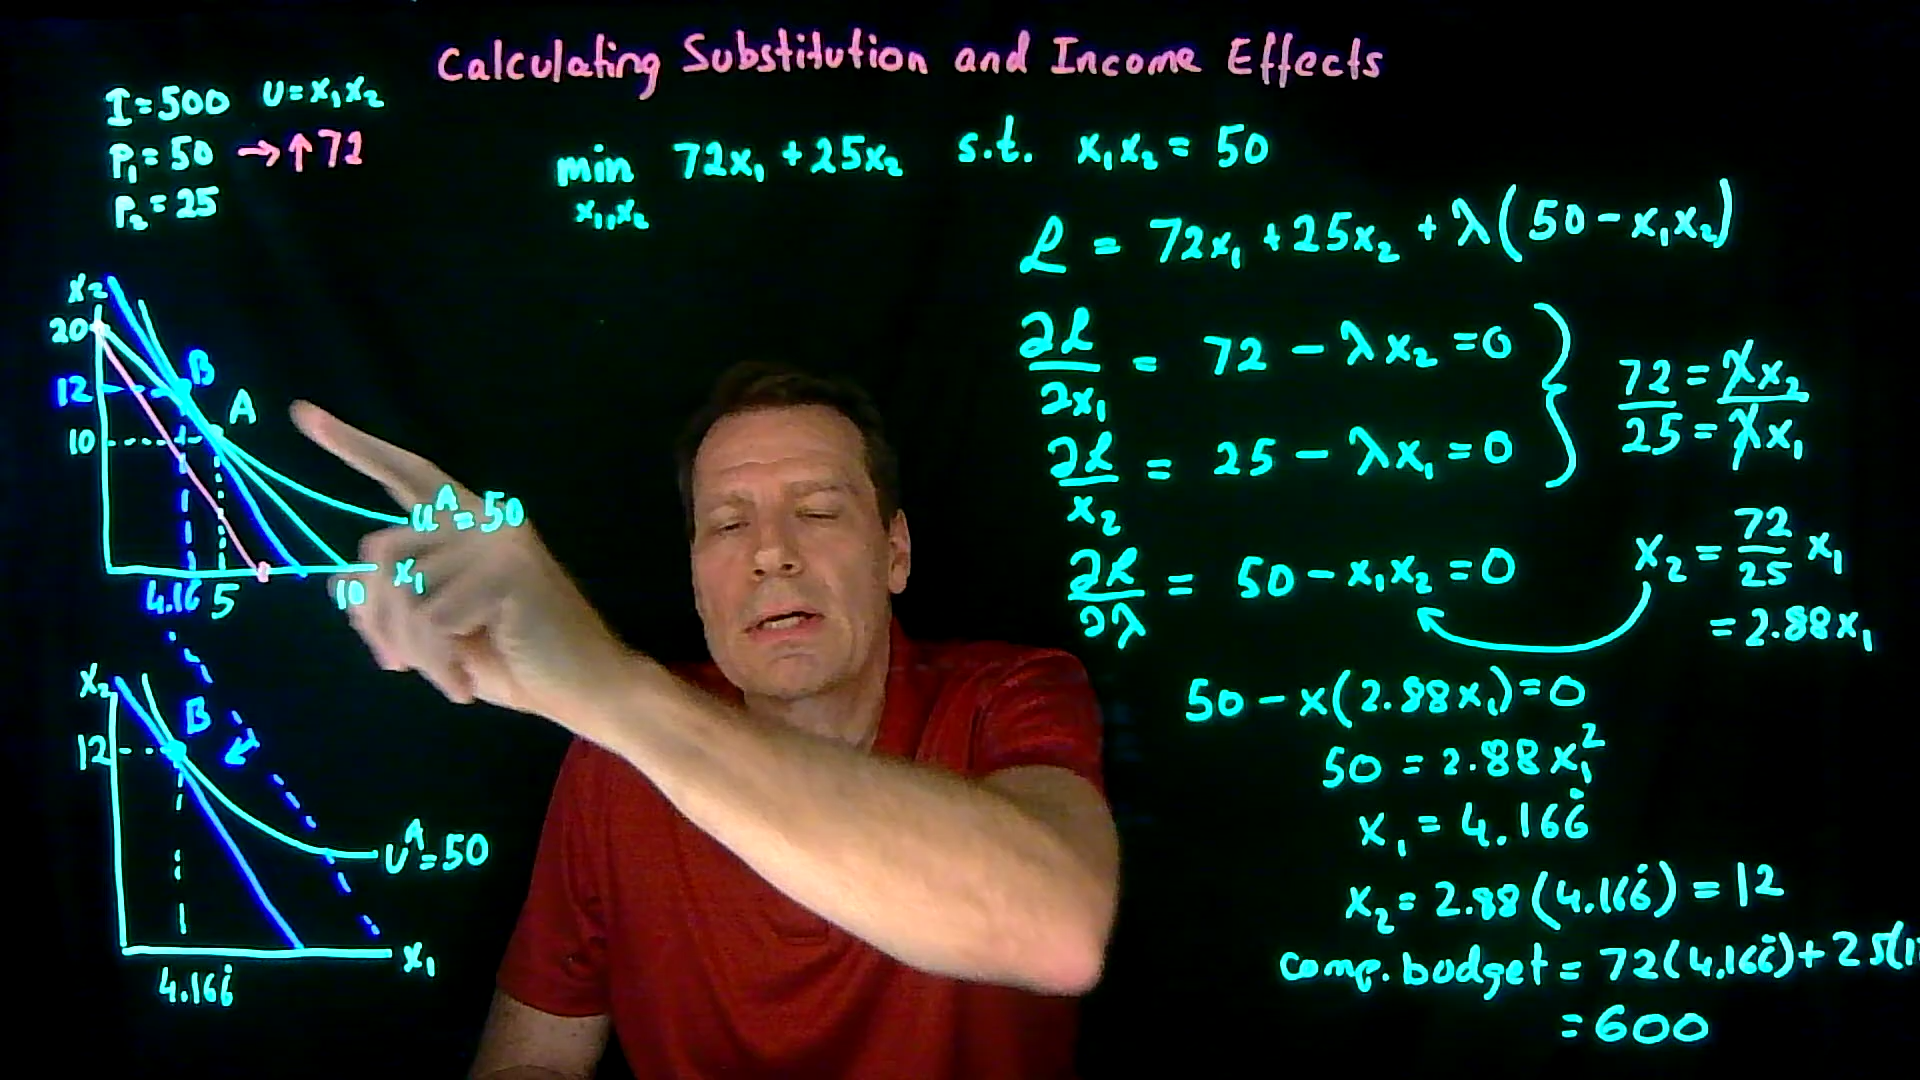 Calculating Substitution and Income Effects
I=500 U=x₁x₂
P₁=50 →↑72
P₂=25
min 72x₁+25x₂ s.t. x₁x₂=50
x₁,x₂
ℒ = 72x₁+25x₂+λ(50-x₁x₂)
∂ℒ/∂x₁ = 72-λx₂=0
∂ℒ/x₂ = 25-λx₁=0
72/25 = λx₂/λx₁
∂ℒ/∂λ = 50-x₁x₂=0
x₂ = 72/25 x₁
=2.88x₁
50-x(2.88x₁)=0
50=2.88x₁²
x₁=4.166̇
x₂=2.88(4.166̇)=12
comp. budget=72(4.166̇)+25(1
=600
x₂
20
12
10
B
A
Uᴬ=50
4.16 5 10 x₁
x₂
B
12
Uᴬ=50
x₁
4.166̇